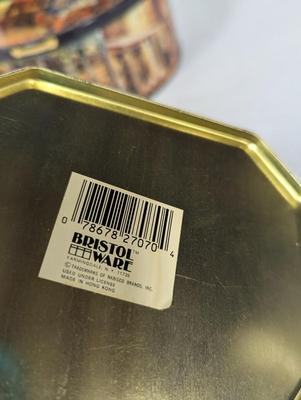 0 78678 27070 4
BRISTOL™
WARE
FARMINGDALE, N.Y. 11735
© TRADEMARKS OF NABISCO BRANDS, INC.
USED UNDER LICENSE
MADE IN HONG KONG